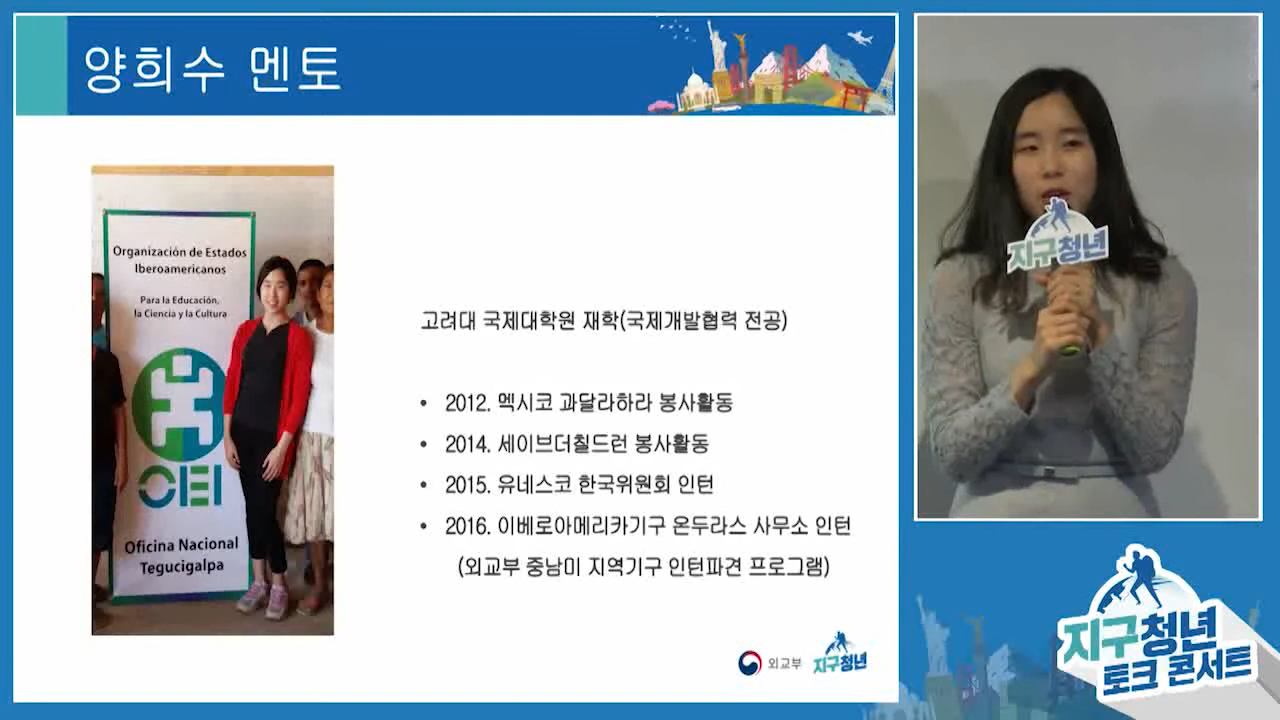 양희수 멘토
Organización de Estados
Iberoamericanos
Para la Educación,
la Ciencia y la Cultura
OEI
Oficina Nacional
Tegucigalpa
고려대 국제대학원 재학(국제개발협력 전공)
• 2012. 멕시코 과달라하라 봉사활동
• 2014. 세이브더칠드런 봉사활동
• 2015. 유네스코 한국위원회 인턴
• 2016. 이베로아메리카기구 온두라스 사무소 인턴
(외교부 중남미 지역기구 인턴파견 프로그램)
외교부
지구청년
지구청년
지구청년
토크 콘서트